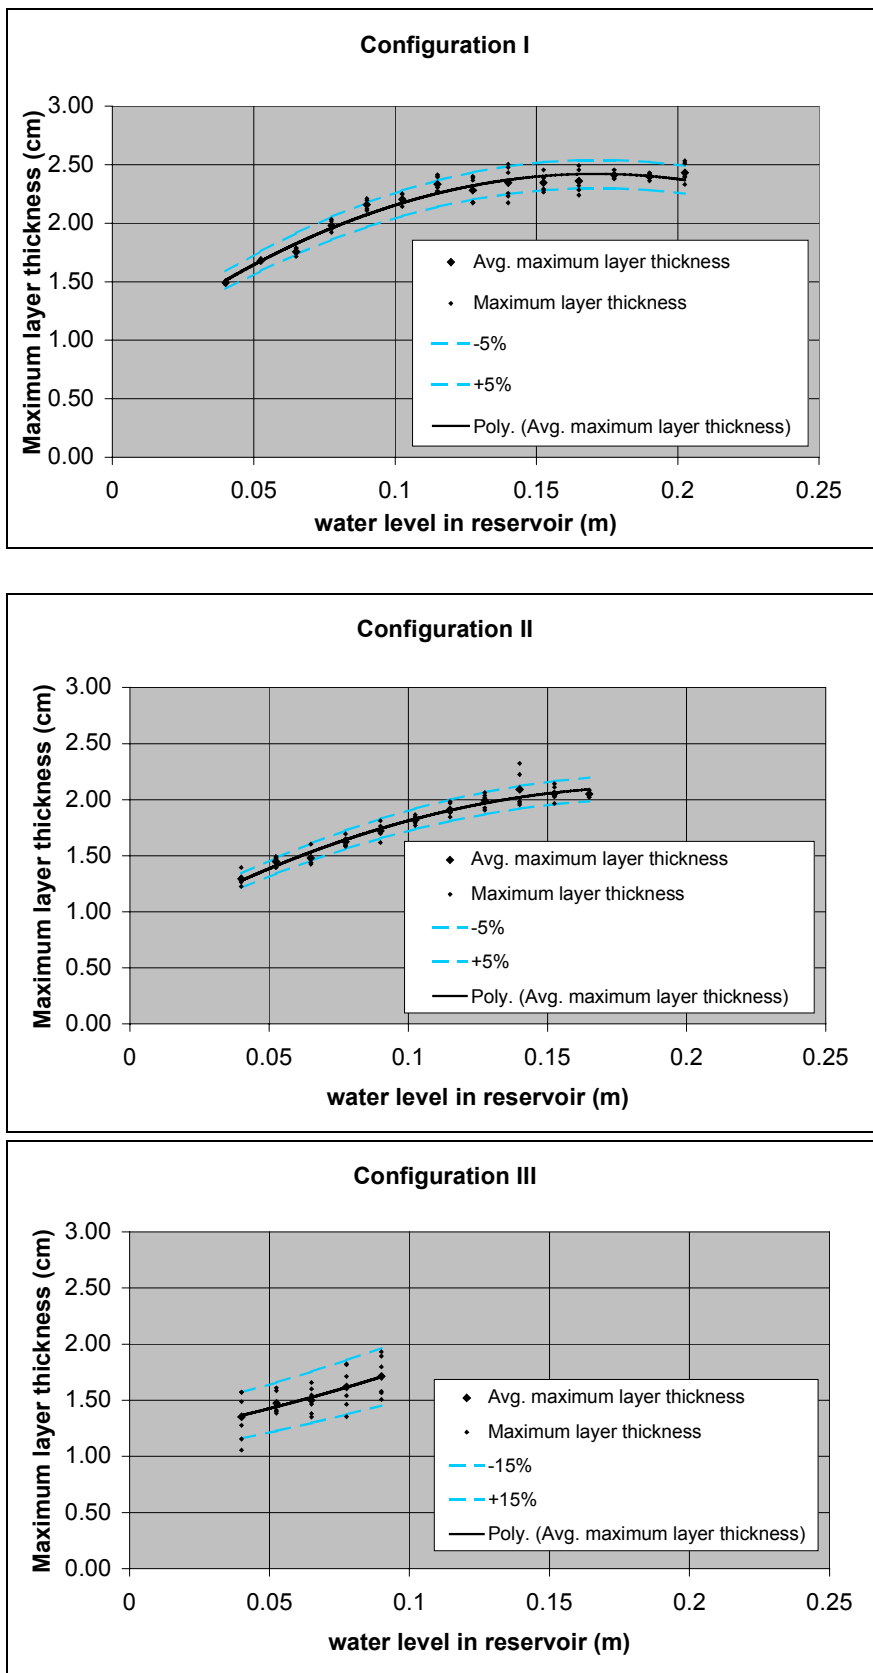 Configuration I
Maximum layer thickness (cm)
3.00
2.50
2.00
1.50
1.00
0.50
0.00
Avg. maximum layer thickness
Maximum layer thickness
-5%
+5%
Poly. (Avg. maximum layer thickness)
0 0.05 0.1 0.15 0.2 0.25
water level in reservoir (m)
Configuration II
Maximum layer thickness (cm)
3.00
2.50
2.00
1.50
1.00
0.50
0.00
Avg. maximum layer thickness
Maximum layer thickness
-5%
+5%
Poly. (Avg. maximum layer thickness)
0 0.05 0.1 0.15 0.2 0.25
water level in reservoir (m)
Configuration III
Maximum layer thickness (cm)
3.00
2.50
2.00
1.50
1.00
0.50
0.00
Avg. maximum layer thickness
Maximum layer thickness
-15%
+15%
Poly. (Avg. maximum layer thickness)
0 0.05 0.1 0.15 0.2 0.25
water level in reservoir (m)